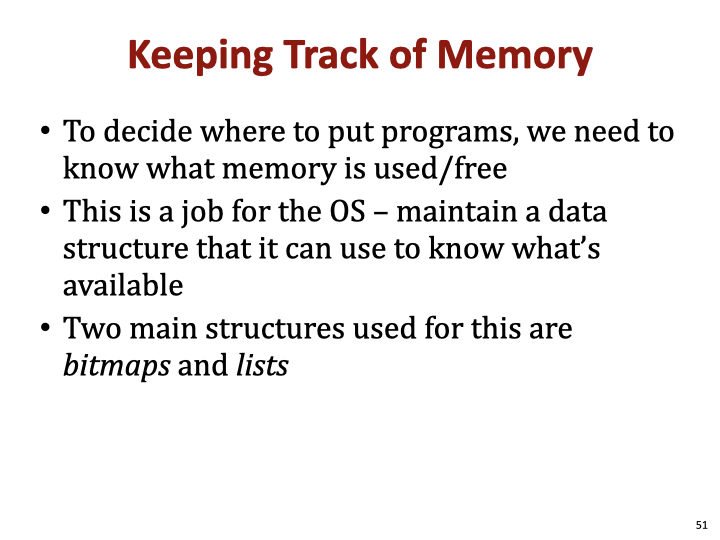 Keeping Track of Memory
• To decide where to put programs, we need to
know what memory is used/free
• This is a job for the OS – maintain a data
structure that it can use to know what’s
available
• Two main structures used for this are
bitmaps and lists
51